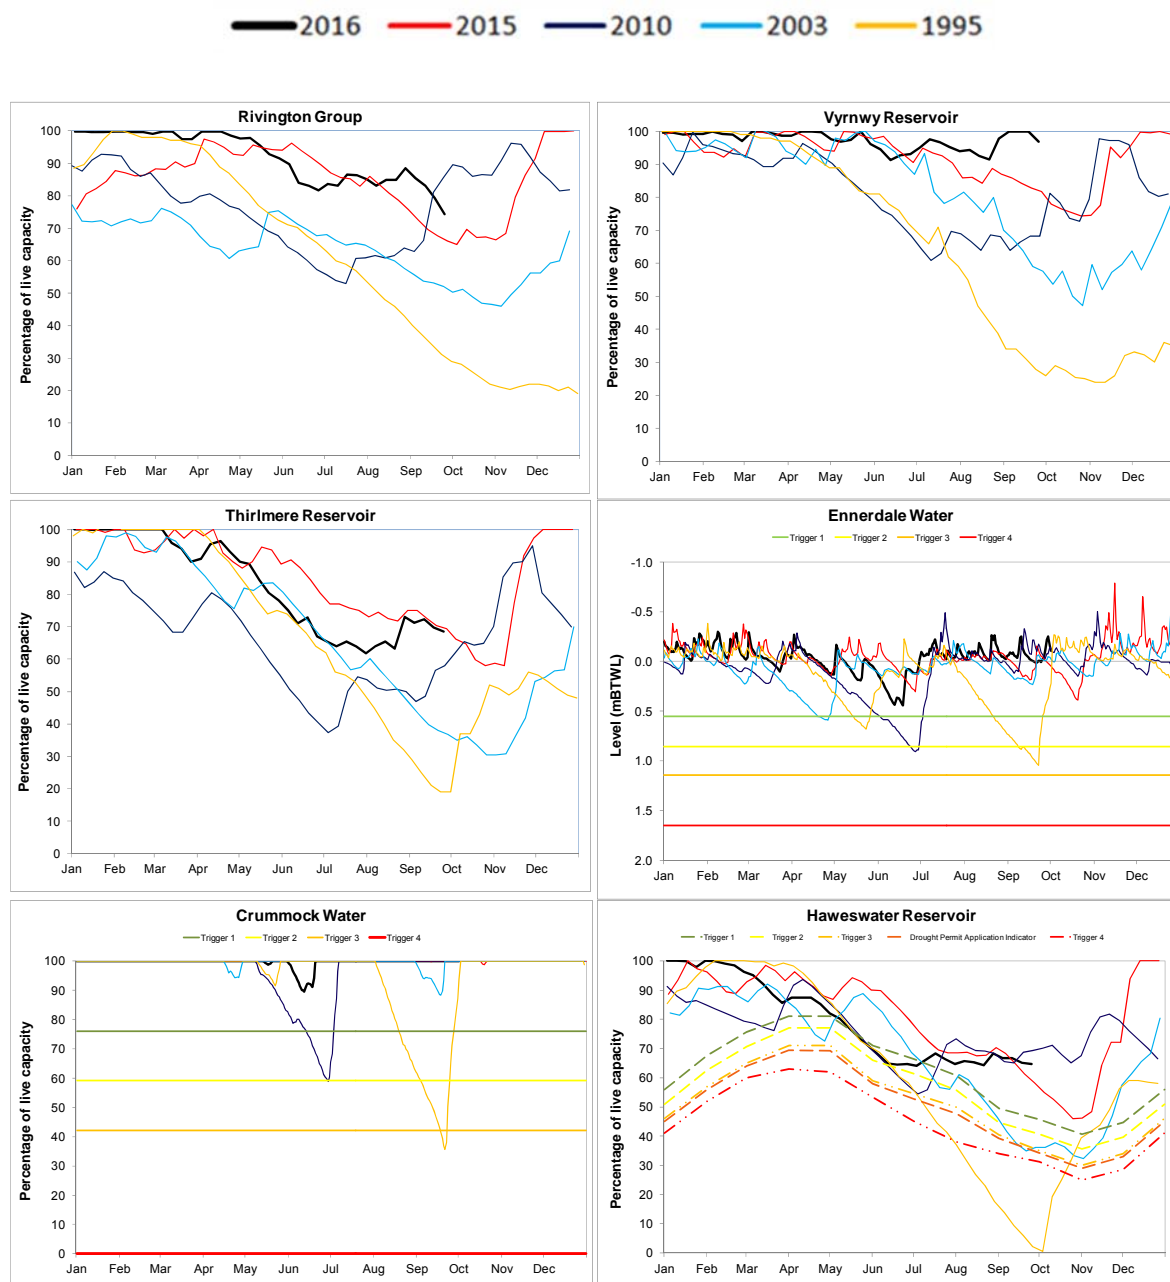 2016 2015 2010 2003 1995
Rivington Group
Percentage of live capacity
100
90
80
70
60
50
40
30
20
10
0
Jan Feb Mar Apr May Jun Jul Aug Sep Oct Nov Dec
Vyrnwy Reservoir
Percentage of live capacity
100
90
80
70
60
50
40
30
20
10
0
Jan Feb Mar Apr May Jun Jul Aug Sep Oct Nov Dec
Thirlmere Reservoir
Percentage of live capacity
100
90
80
70
60
50
40
30
20
10
0
Jan Feb Mar Apr May Jun Jul Aug Sep Oct Nov Dec
Ennerdale Water
Trigger 1 Trigger 2 Trigger 3 Trigger 4
Level (mBTWL)
-1.0
-0.5
0.0
0.5
1.0
1.5
2.0
Jan Feb Mar Apr May Jun Jul Aug Sep Oct Nov Dec
Crummock Water
Trigger 1 Trigger 2 Trigger 3 Trigger 4
Percentage of live capacity
100
90
80
70
60
50
40
30
20
10
0
Jan Feb Mar Apr May Jun Jul Aug Sep Oct Nov Dec
Haweswater Reservoir
Trigger 1 Trigger 2 Trigger 3 Drought Permit Application Indicator Trigger 4
Percentage of live capacity
100
90
80
70
60
50
40
30
20
10
0
Jan Feb Mar Apr May Jun Jul Aug Sep Oct Nov Dec